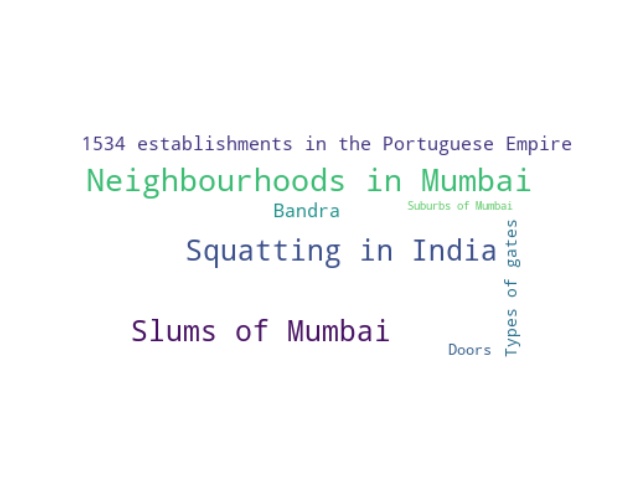 1534 establishments in the Portuguese Empire
Neighbourhoods in Mumbai
Bandra
Suburbs of Mumbai
Squatting in India
Types of gates
Slums of Mumbai
Doors